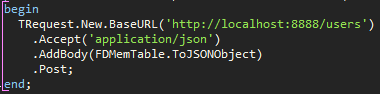 begin
TRequest.New.BaseURL('http://localhost:8888/users')
.Accept('application/json')
.AddBody(FDMemTable.ToJSONObject)
.Post;
end;